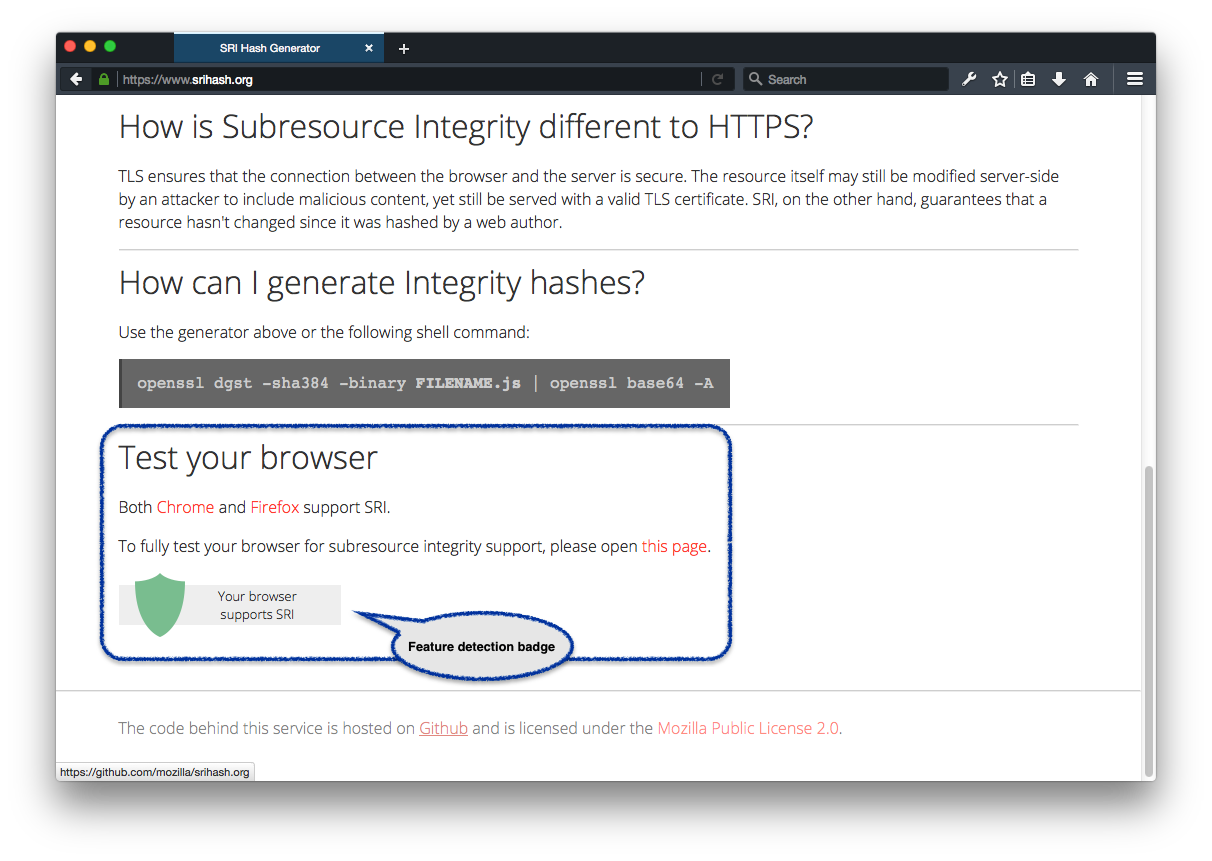 SRI Hash Generator
https://www.srihash.org
Search
How is Subresource Integrity different to HTTPS?
TLS ensures that the connection between the browser and the server is secure. The resource itself may still be modified server-side
by an attacker to include malicious content, yet still be served with a valid TLS certificate. SRI, on the other hand, guarantees that a
resource hasn't changed since it was hashed by a web author.
How can I generate Integrity hashes?
Use the generator above or the following shell command:
openssl dgst -sha384 -binary FILENAME.js | openssl base64 -A
Test your browser
Both Chrome and Firefox support SRI.
To fully test your browser for subresource integrity support, please open this page.
Your browser
supports SRI
Feature detection badge
The code behind this service is hosted on Github and is licensed under the Mozilla Public License 2.0.
https://github.com/mozilla/srihash.org